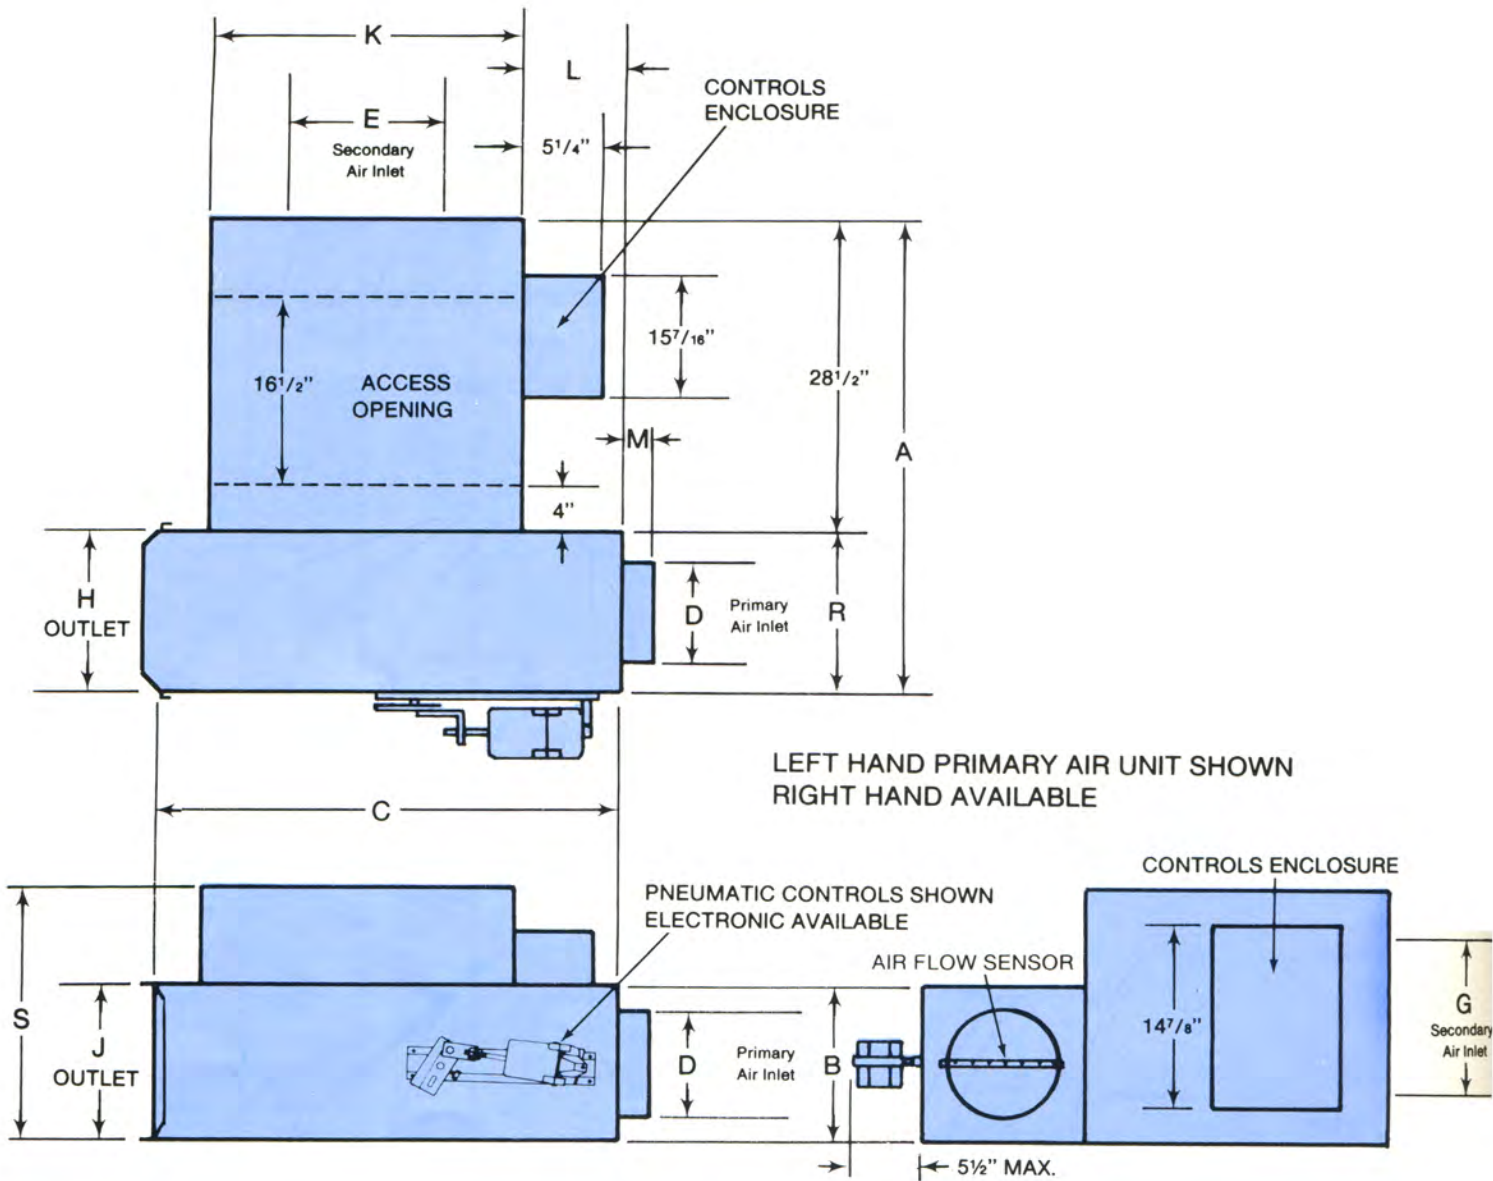 K
L
CONTROLS
ENCLOSURE
E
Secondary
Air Inlet
5¹/₄"
15⁷/₁₆"
28¹/₂"
16¹/₂"
ACCESS
OPENING
M
A
4"
H
OUTLET
D
Primary
Air Inlet
R
LEFT HAND PRIMARY AIR UNIT SHOWN
RIGHT HAND AVAILABLE
C
CONTROLS ENCLOSURE
PNEUMATIC CONTROLS SHOWN
ELECTRONIC AVAILABLE
AIR FLOW SENSOR
S
J
OUTLET
D
Primary
Air Inlet
B
14⁷/₈"
G
Secondary
Air Inlet
5½" MAX.